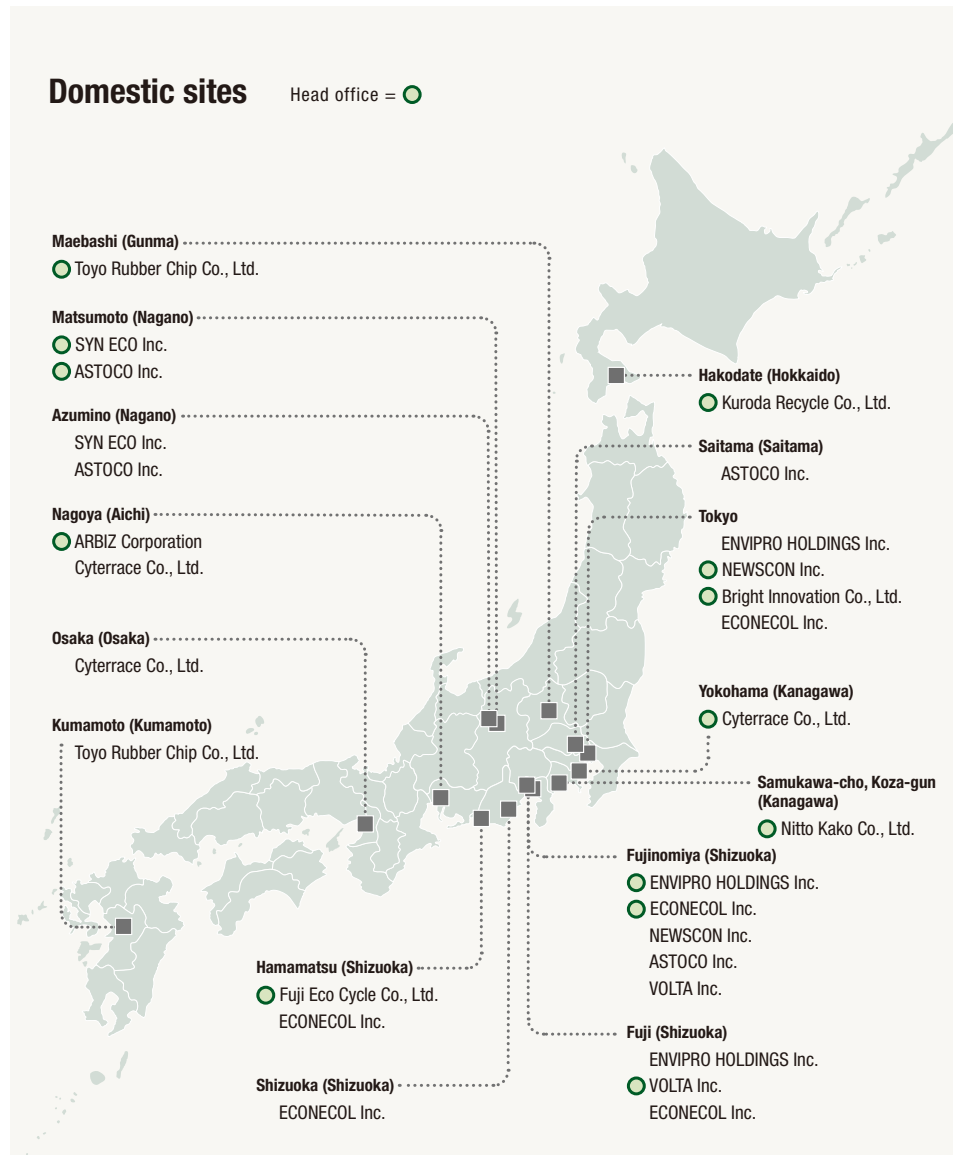 Domestic sites
Head office =
Maebashi (Gunma)
Toyo Rubber Chip Co., Ltd.
Matsumoto (Nagano)
SYN ECO Inc.
ASTOCO Inc.
Azumino (Nagano)
SYN ECO Inc.
ASTOCO Inc.
Nagoya (Aichi)
ARBIZ Corporation
Cyterrace Co., Ltd.
Osaka (Osaka)
Cyterrace Co., Ltd.
Kumamoto (Kumamoto)
Toyo Rubber Chip Co., Ltd.
Hakodate (Hokkaido)
Kuroda Recycle Co., Ltd.
Saitama (Saitama)
ASTOCO Inc.
Tokyo
ENVIPRO HOLDINGS Inc.
NEWSCON Inc.
Bright Innovation Co., Ltd.
ECONECOL Inc.
Yokohama (Kanagawa)
Cyterrace Co., Ltd.
Samukawa-cho, Koza-gun
(Kanagawa)
Nitto Kako Co., Ltd.
Fujinomiya (Shizuoka)
ENVIPRO HOLDINGS Inc.
ECONECOL Inc.
NEWSCON Inc.
ASTOCO Inc.
VOLTA Inc.
Hamamatsu (Shizuoka)
Fuji Eco Cycle Co., Ltd.
ECONECOL Inc.
Fuji (Shizuoka)
ENVIPRO HOLDINGS Inc.
VOLTA Inc.
ECONECOL Inc.
Shizuoka (Shizuoka)
ECONECOL Inc.